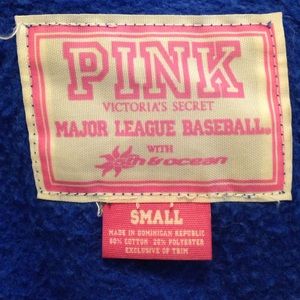 PINK
VICTORIA'S SECRET
MAJOR LEAGUE BASEBALL®
WITH
5th & ocean
SMALL
MADE IN DOMINICAN REPUBLIC
80% COTTON - 20% POLYESTER
EXCLUSIVE OF TRIM